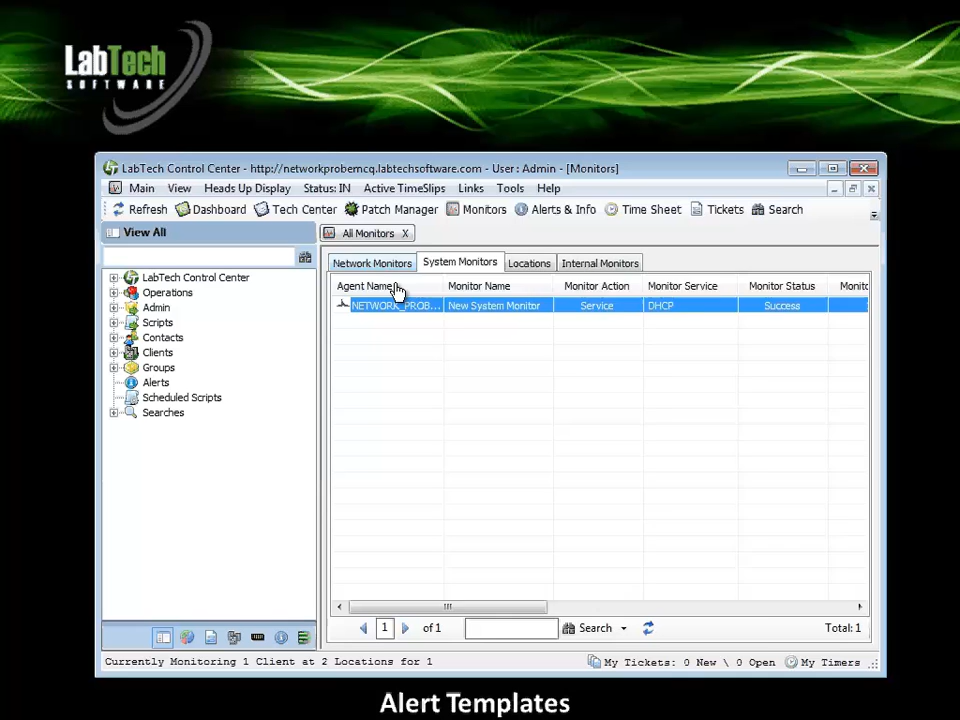 LabTech
SOFTWARE
LabTech Control Center - http://networkprobemcq.labtechsoftware.com - User: Admin - [Monitors]
Main View Heads Up Display Status: IN Active TimeSlips Links Tools Help
Refresh Dashboard Tech Center Patch Manager Monitors Alerts & Info Time Sheet Tickets Search
View All
All Monitors X
Network Monitors System Monitors Locations Internal Monitors
Agent Name Monitor Name Monitor Action Monitor Service Monitor Status Monito
NETWORK_PROB... New System Monitor Service DHCP Success
LabTech Control Center
Operations
Admin
Scripts
Contacts
Clients
Groups
Alerts
Scheduled Scripts
Searches
1 of 1 Search Total: 1
Currently Monitoring 1 Client at 2 Locations for 1 My Tickets: 0 New \ 0 Open My Timers
Alert Templates